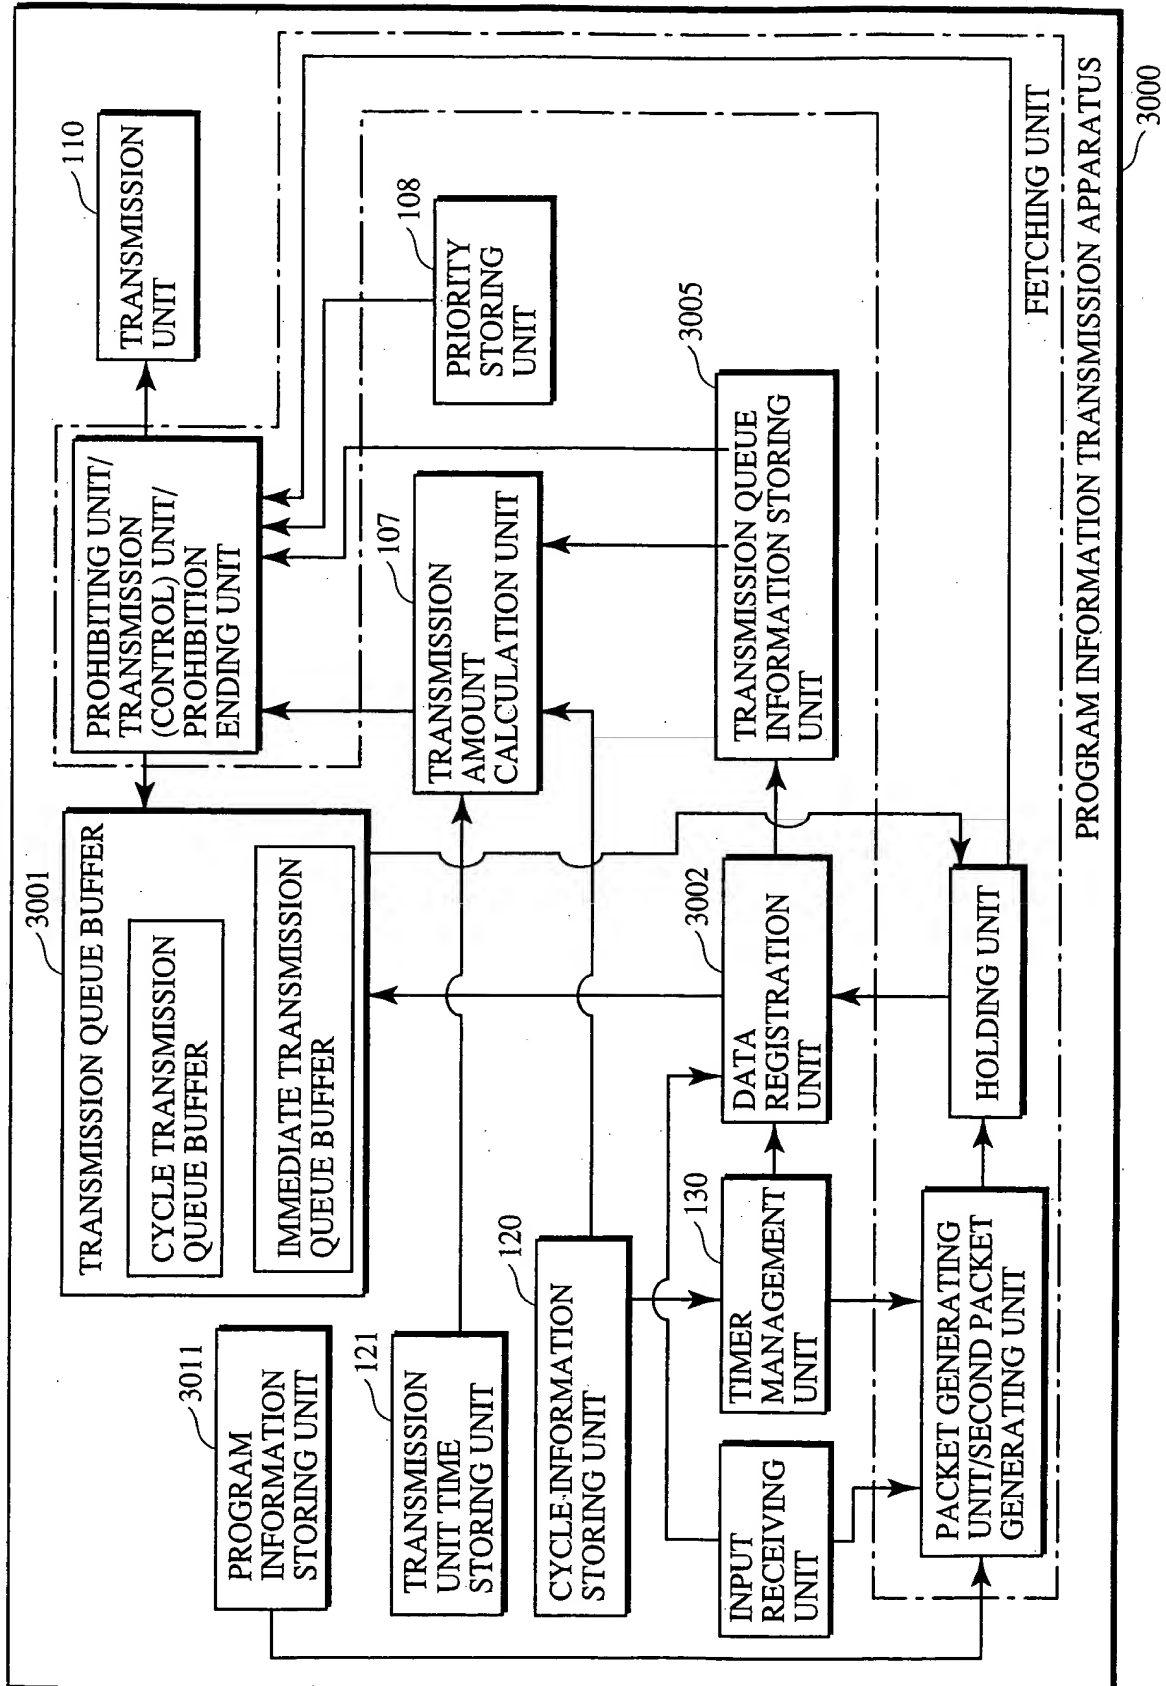 3011
PROGRAM
INFORMATION
STORING UNIT
3001
TRANSMISSION QUEUE BUFFER
CYCLE TRANSMISSION
QUEUE BUFFER
IMMEDIATE TRANSMISSION
QUEUE BUFFER
PROHIBITING UNIT/
TRANSMISSION
(CONTROL) UNIT/
PROHIBITION
ENDING UNIT
110
TRANSMISSION
UNIT
121
TRANSMISSION
UNIT TIME
STORING UNIT
107
TRANSMISSION
AMOUNT
CALCULATION UNIT
108
PRIORITY
STORING
UNIT
120
CYCLE INFORMATION
STORING UNIT
INPUT
RECEIVING
UNIT
130
TIMER
MANAGEMENT
UNIT
3002
DATA
REGISTRATION
UNIT
3005
TRANSMISSION QUEUE
INFORMATION STORING
UNIT
PACKET GENERATING
UNIT/SECOND PACKET
GENERATING UNIT
HOLDING UNIT
FETCHING UNIT
PROGRAM INFORMATION TRANSMISSION APPARATUS
3000